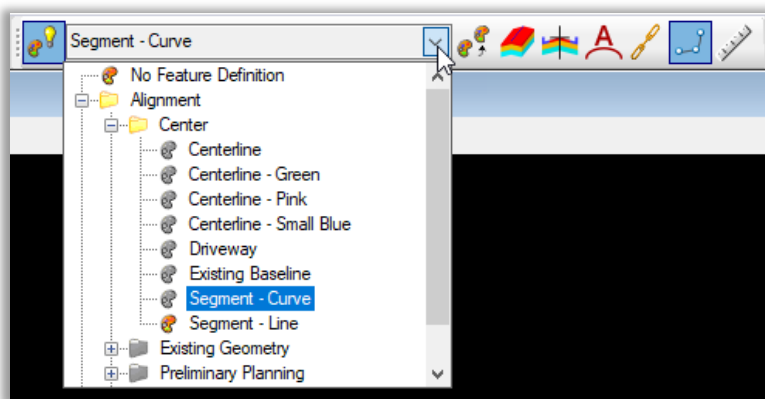 Segment - Curve
No Feature Definition
Alignment
Center
Centerline
Centerline - Green
Centerline - Pink
Centerline - Small Blue
Driveway
Existing Baseline
Segment - Curve
Segment - Line
Existing Geometry
Preliminary Planning